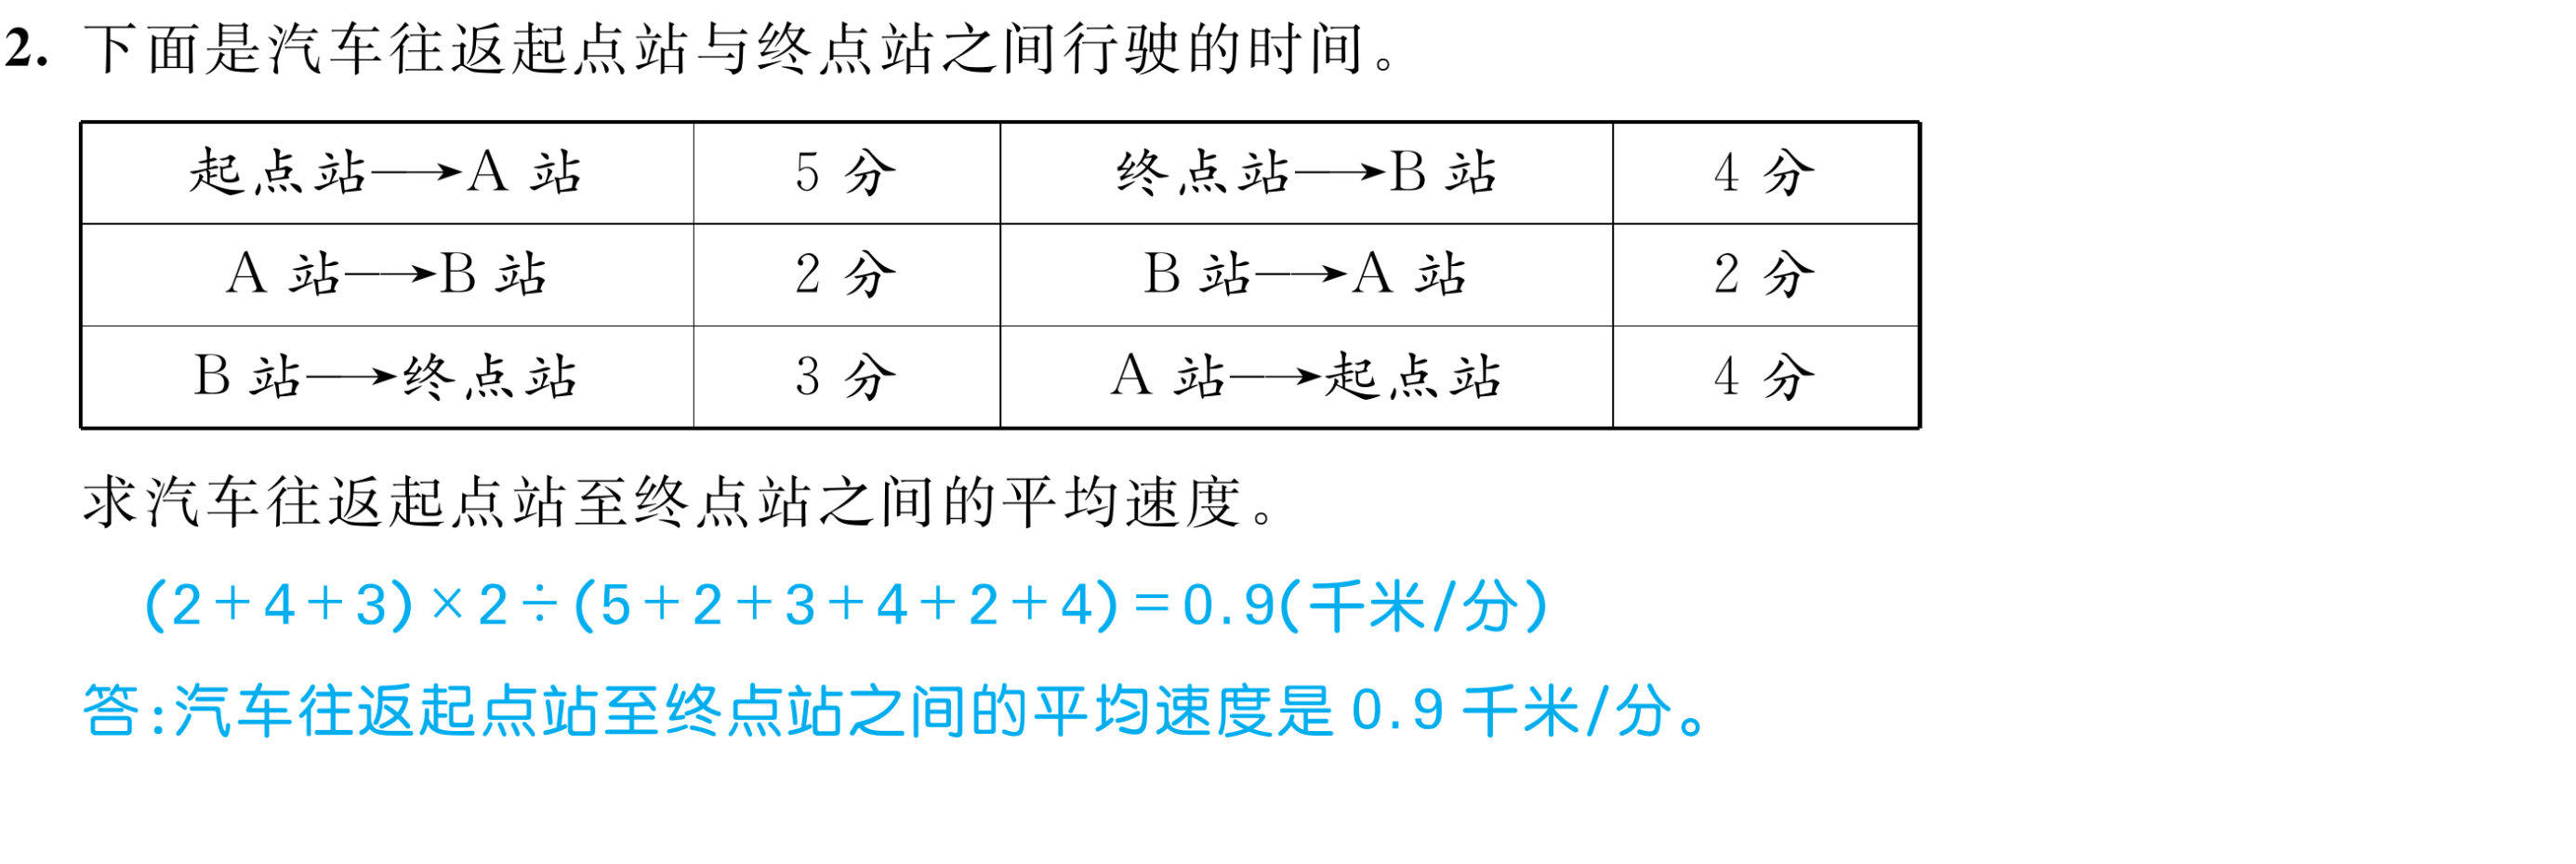 2. 下面是汽车往返起点站与终点站之间行驶的时间。
起点站→A 站 5 分 终点站→B 站 4 分
A 站→B 站 2 分 B 站→A 站 2 分
B 站→终点站 3 分 A 站→起点站 4 分
求汽车往返起点站至终点站之间的平均速度。
(2+4+3)×2÷(5+2+3+4+2+4)=0.9(千米/分)
答:汽车往返起点站至终点站之间的平均速度是 0.9 千米/分。